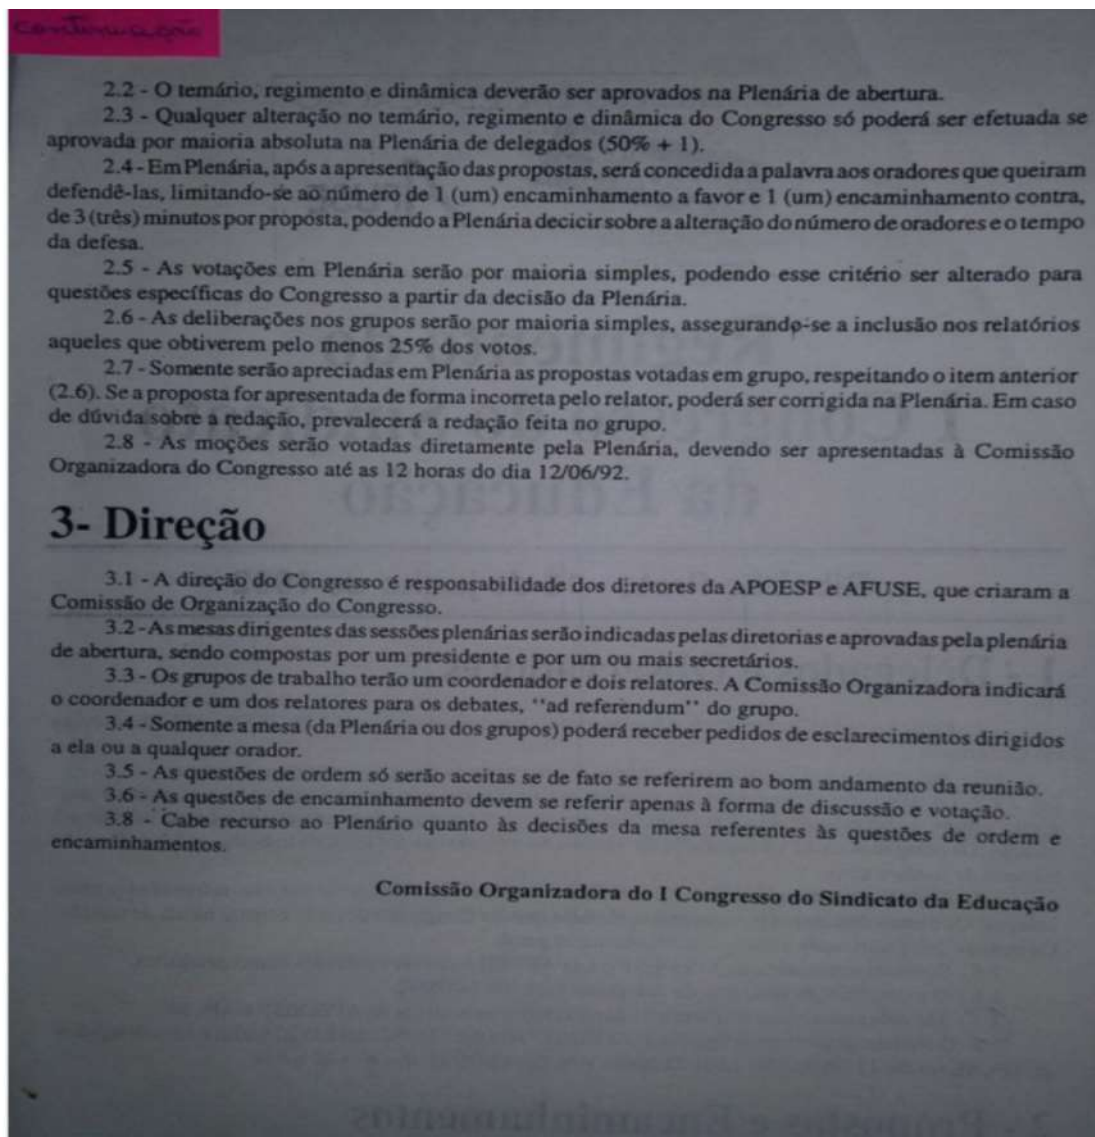 continuação
2.2 - O temário, regimento e dinâmica deverão ser aprovados na Plenária de abertura.
2.3 - Qualquer alteração no temário, regimento e dinâmica do Congresso só poderá ser efetuada se
aprovada por maioria absoluta na Plenária de delegados (50% + 1).
2.4 - Em Plenária, após a apresentação das propostas, será concedida a palavra aos oradores que queiram
defendê-las, limitando-se ao número de 1 (um) encaminhamento a favor e 1 (um) encaminhamento contra,
de 3 (três) minutos por proposta, podendo a Plenária decicir sobre a alteração do número de oradores e o tempo
da defesa.
2.5 - As votações em Plenária serão por maioria simples, podendo esse critério ser alterado para
questões específicas do Congresso a partir da decisão da Plenária.
2.6 - As deliberações nos grupos serão por maioria simples, assegurando-se a inclusão nos relatórios
aqueles que obtiverem pelo menos 25% dos votos.
2.7 - Somente serão apreciadas em Plenária as propostas votadas em grupo, respeitando o item anterior
(2.6). Se a proposta for apresentada de forma incorreta pelo relator, poderá ser corrigida na Plenária. Em caso
de dúvida sobre a redação, prevalecerá a redação feita no grupo.
2.8 - As moções serão votadas diretamente pela Plenária, devendo ser apresentadas à Comissão
Organizadora do Congresso até as 12 horas do dia 12/06/92.
3- Direção
3.1 - A direção do Congresso é responsabilidade dos diretores da APOESP e AFUSE, que criaram a
Comissão de Organização do Congresso.
3.2 - As mesas dirigentes das sessões plenárias serão indicadas pelas diretorias e aprovadas pela plenária
de abertura, sendo compostas por um presidente e por um ou mais secretários.
3.3 - Os grupos de trabalho terão um coordenador e dois relatores. A Comissão Organizadora indicará
o coordenador e um dos relatores para os debates, "ad referendum" do grupo.
3.4 - Somente a mesa (da Plenária ou dos grupos) poderá receber pedidos de esclarecimentos dirigidos
a ela ou a qualquer orador.
3.5 - As questões de ordem só serão aceitas se de fato se referirem ao bom andamento da reunião.
3.6 - As questões de encaminhamento devem se referir apenas à forma de discussão e votação.
3.8 - Cabe recurso ao Plenário quanto às decisões da mesa referentes às questões de ordem e
encaminhamentos.
Comissão Organizadora do I Congresso do Sindicato da Educação